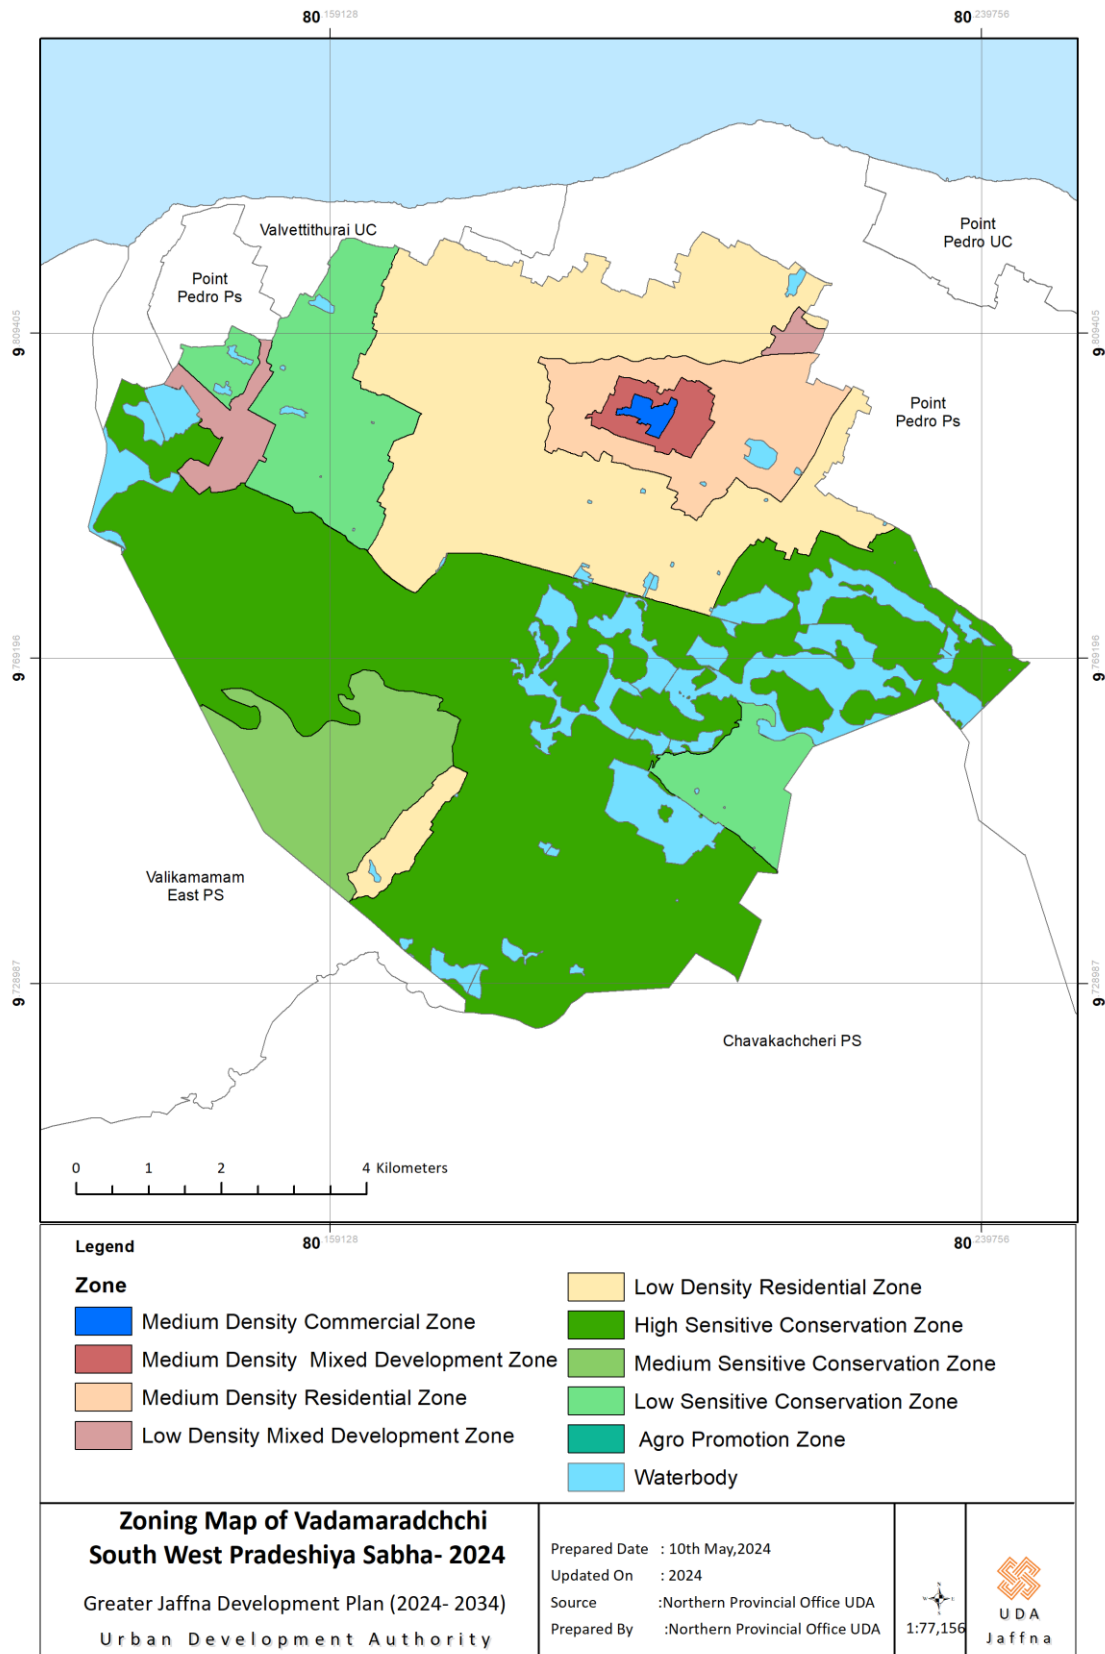 80.159128
80.239756
Valvettithurai UC
Point
Pedro UC
Point
Pedro Ps
9.809405
9.809405
Point
Pedro Ps
9.769196
9.769196
Valikamamam
East PS
9.728987
9.728987
Chavakachcheri PS
0 1 2 4 Kilometers
80.159128
80.239756
Legend
Zone
Medium Density Commercial Zone
Medium Density Mixed Development Zone
Medium Density Residential Zone
Low Density Mixed Development Zone
Low Density Residential Zone
High Sensitive Conservation Zone
Medium Sensitive Conservation Zone
Low Sensitive Conservation Zone
Agro Promotion Zone
Waterbody
Zoning Map of Vadamaradchchi
South West Pradeshiya Sabha- 2024
Greater Jaffna Development Plan (2024- 2034)
Urban Development Authority
Prepared Date : 10th May,2024
Updated On : 2024
Source :Northern Provincial Office UDA
Prepared By :Northern Provincial Office UDA
1:77,156
UDA
Jaffna